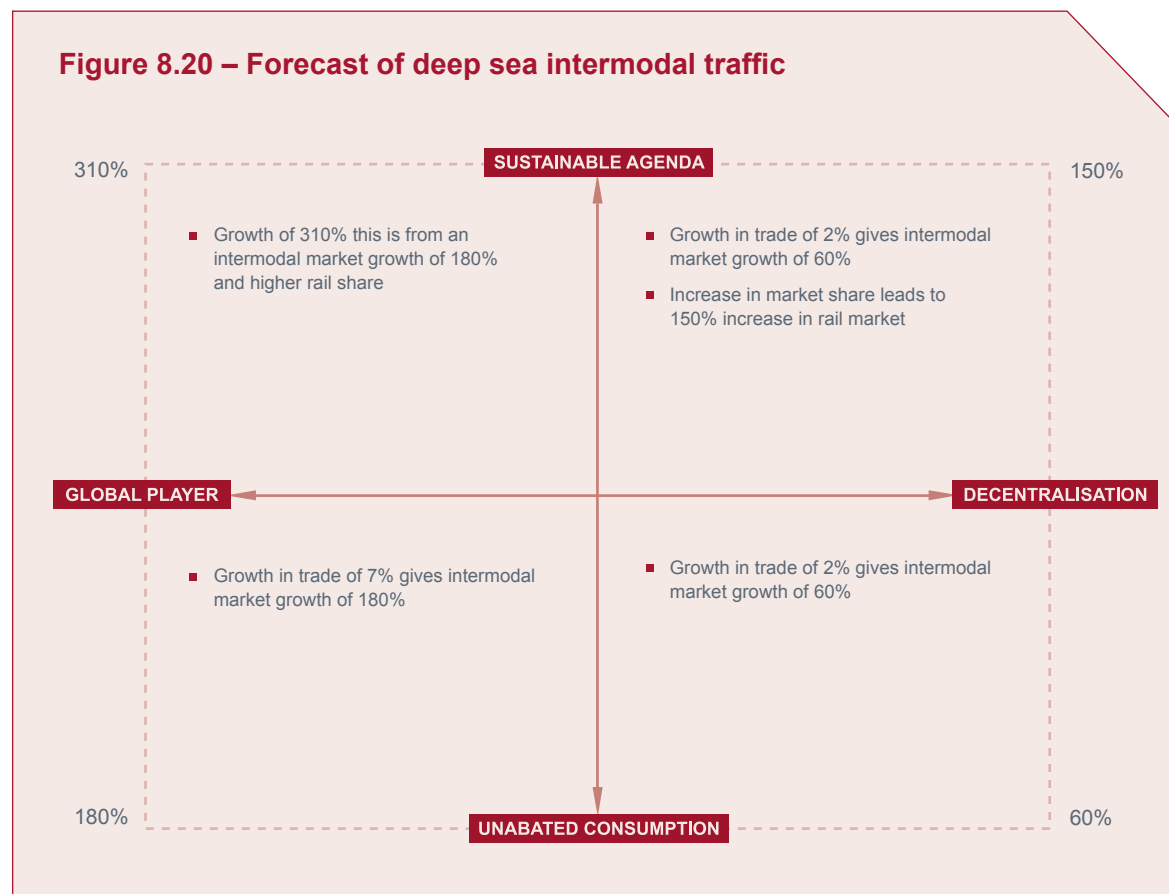 Figure 8.20 – Forecast of deep sea intermodal traffic
SUSTAINABLE AGENDA
310%
150%
Growth of 310% this is from an
intermodal market growth of 180%
and higher rail share
Growth in trade of 2% gives intermodal
market growth of 60%
Increase in market share leads to
150% increase in rail market
GLOBAL PLAYER
DECENTRALISATION
Growth in trade of 7% gives intermodal
market growth of 180%
Growth in trade of 2% gives intermodal
market growth of 60%
180%
60%
UNABATED CONSUMPTION